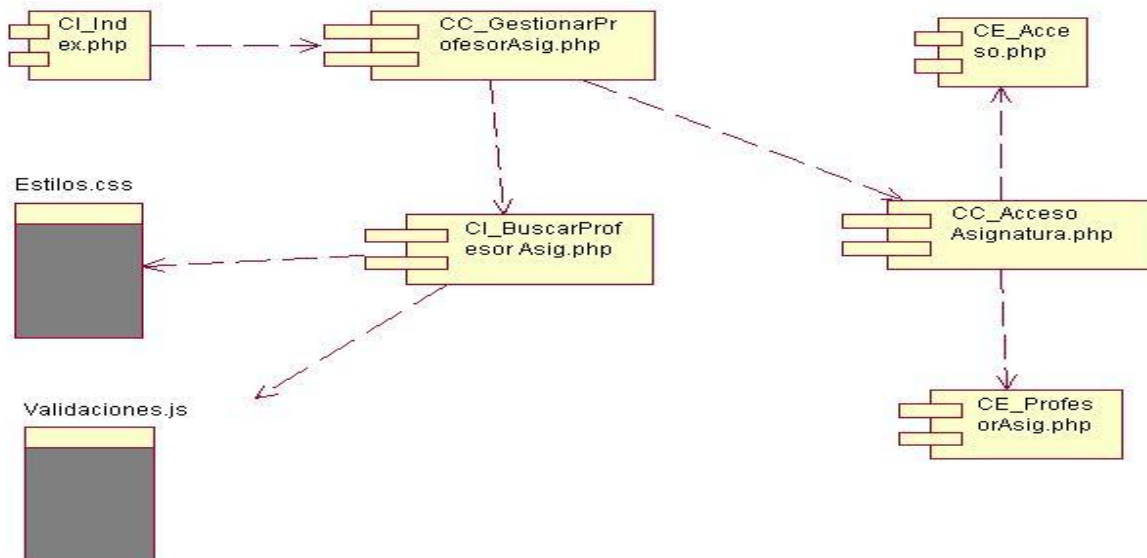 CI_Ind
ex.php
CC_GestionarPr
ofesorAsig.php
CE_Acce
so.php
Estilos.css
CI_BuscarProf
esor Asig.php
CC_Acceso
Asignatura.php
Validaciones.js
CE_Profes
orAsig.php